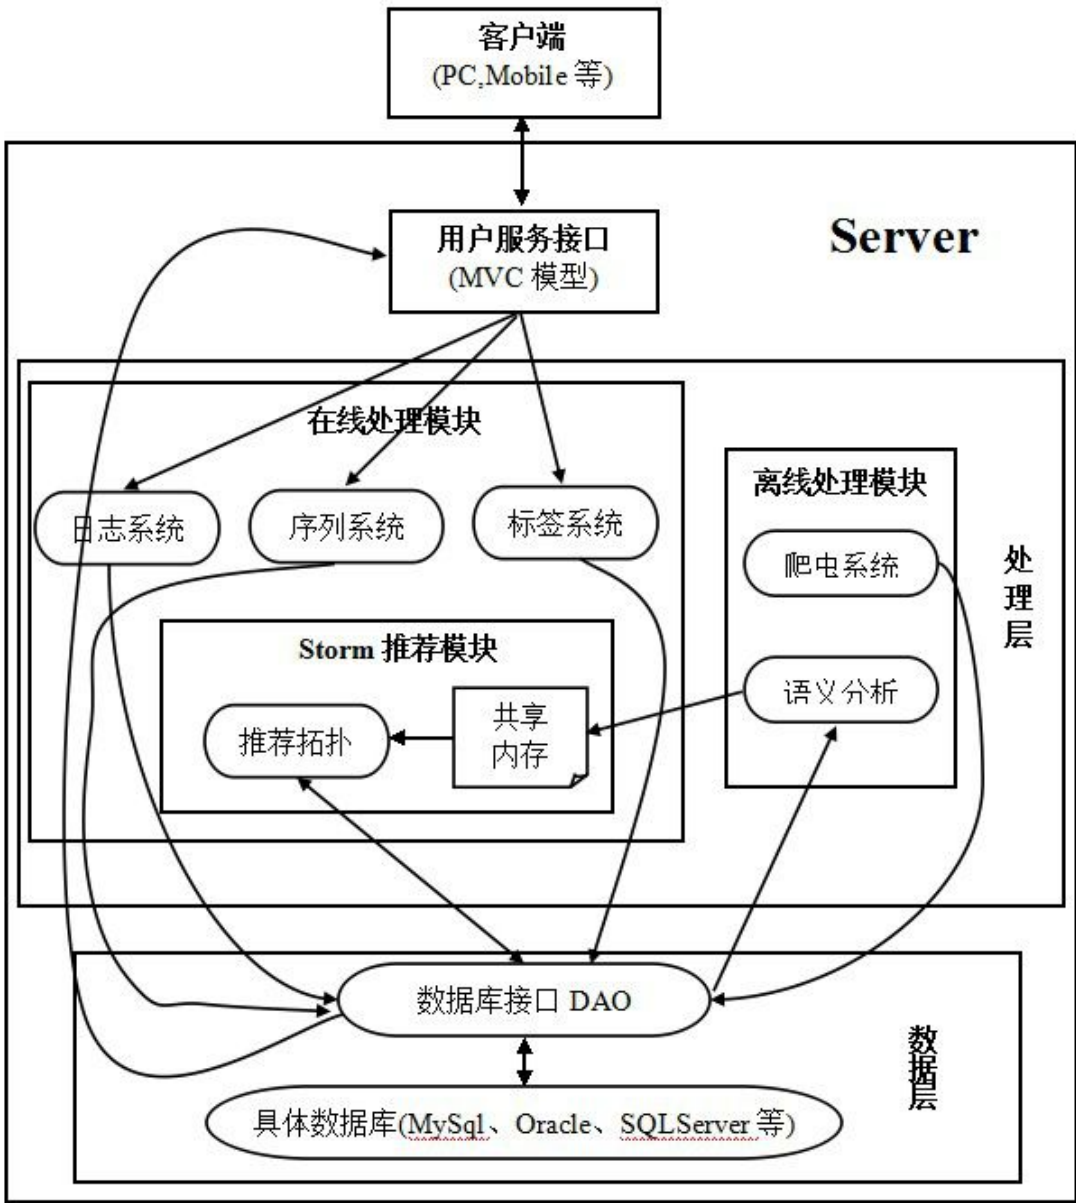 客户端
(PC,Mobile 等)
用户服务接口
(MVC 模型)
Server
在线处理模块
日志系统
序列系统
标签系统
离线处理模块
爬电系统
语义分析
处理层
Storm 推荐模块
推荐拓扑
共享
内存
数据库接口 DAO
数据层
具体数据库(MySql、Oracle、SQLServer 等)